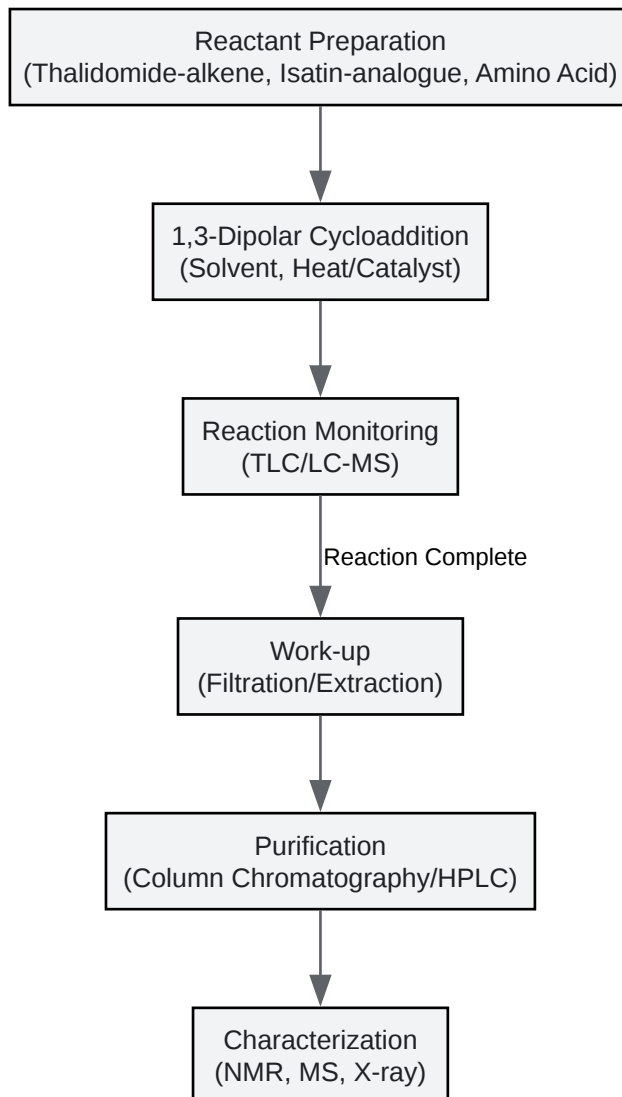 Reactant Preparation
(Thalidomide-alkene, Isatin-analogue, Amino Acid)
1,3-Dipolar Cycloaddition
(Solvent, Heat/Catalyst)
Reaction Monitoring
(TLC/LC-MS)
Reaction Complete
Work-up
(Filtration/Extraction)
Purification
(Column Chromatography/HPLC)
Characterization
(NMR, MS, X-ray)